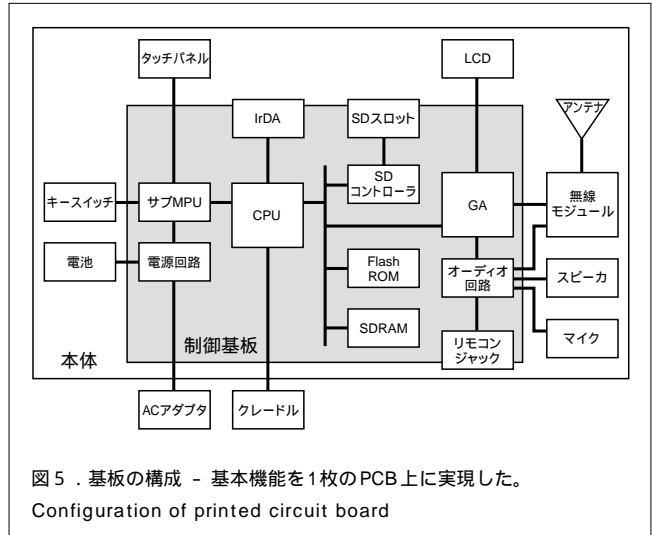 タッチパネル
LCD
アンテナ
IrDA
SDスロット
キースイッチ
サブMPU
CPU
SD
コントローラ
GA
無線
モジュール
電池
電源回路
Flash
ROM
オーディオ
回路
スピーカ
SDRAM
マイク
制御基板
リモコン
ジャック
本体
ACアダプタ
クレードル
図5．基板の構成 － 基本機能を1枚のPCB上に実現した。
Configuration of printed circuit board